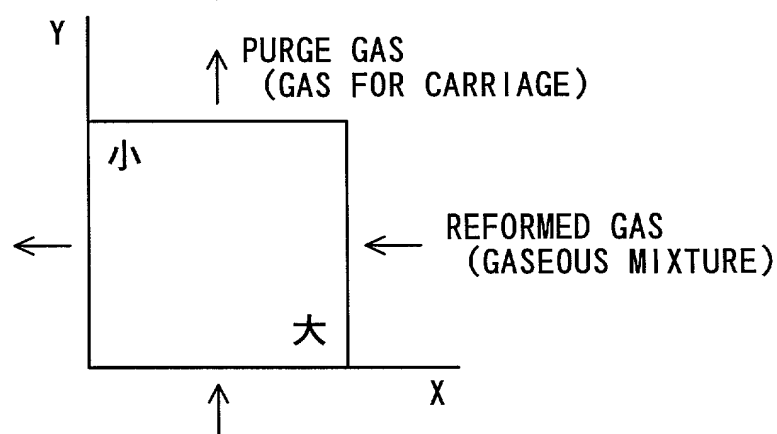 Y
PURGE GAS
(GAS FOR CARRIAGE)
小
REFORMED GAS
(GASEOUS MIXTURE)
大
X